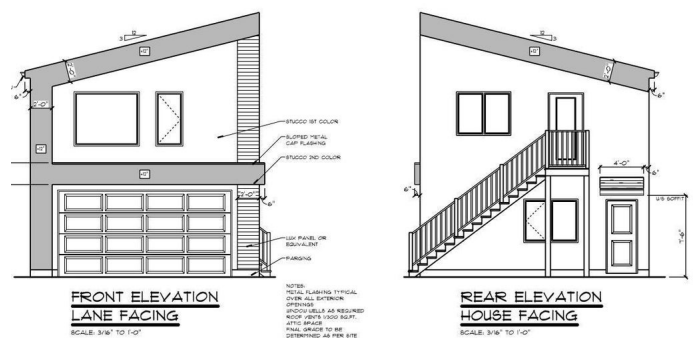 12
3
2'-0"
6"
2'-0"
STUCCO 1ST COLOR
SLOPED METAL
CAP FLASHING
STUCCO 2ND COLOR
2'-0"
6"
LUX PANEL OR
EQUIVALENT
PARGING
FRONT ELEVATION
LANE FACING
SCALE: 3/16" TO 1'-0"
NOTES:
METAL FLASHING TYPICAL
OVER ALL EXTERIOR
OPENINGS
WINDOW WELLS AS REQUIRED
ROOF VENTS 1/300 SQ.FT.
ATTIC SPACE
FINAL GRADE TO BE
DETERMINED AS PER SITE
12
3
2'-0"
6"
6"
4'-0"
U/S SOFFIT
7'-6"
REAR ELEVATION
HOUSE FACING
SCALE: 3/16" TO 1'-0"